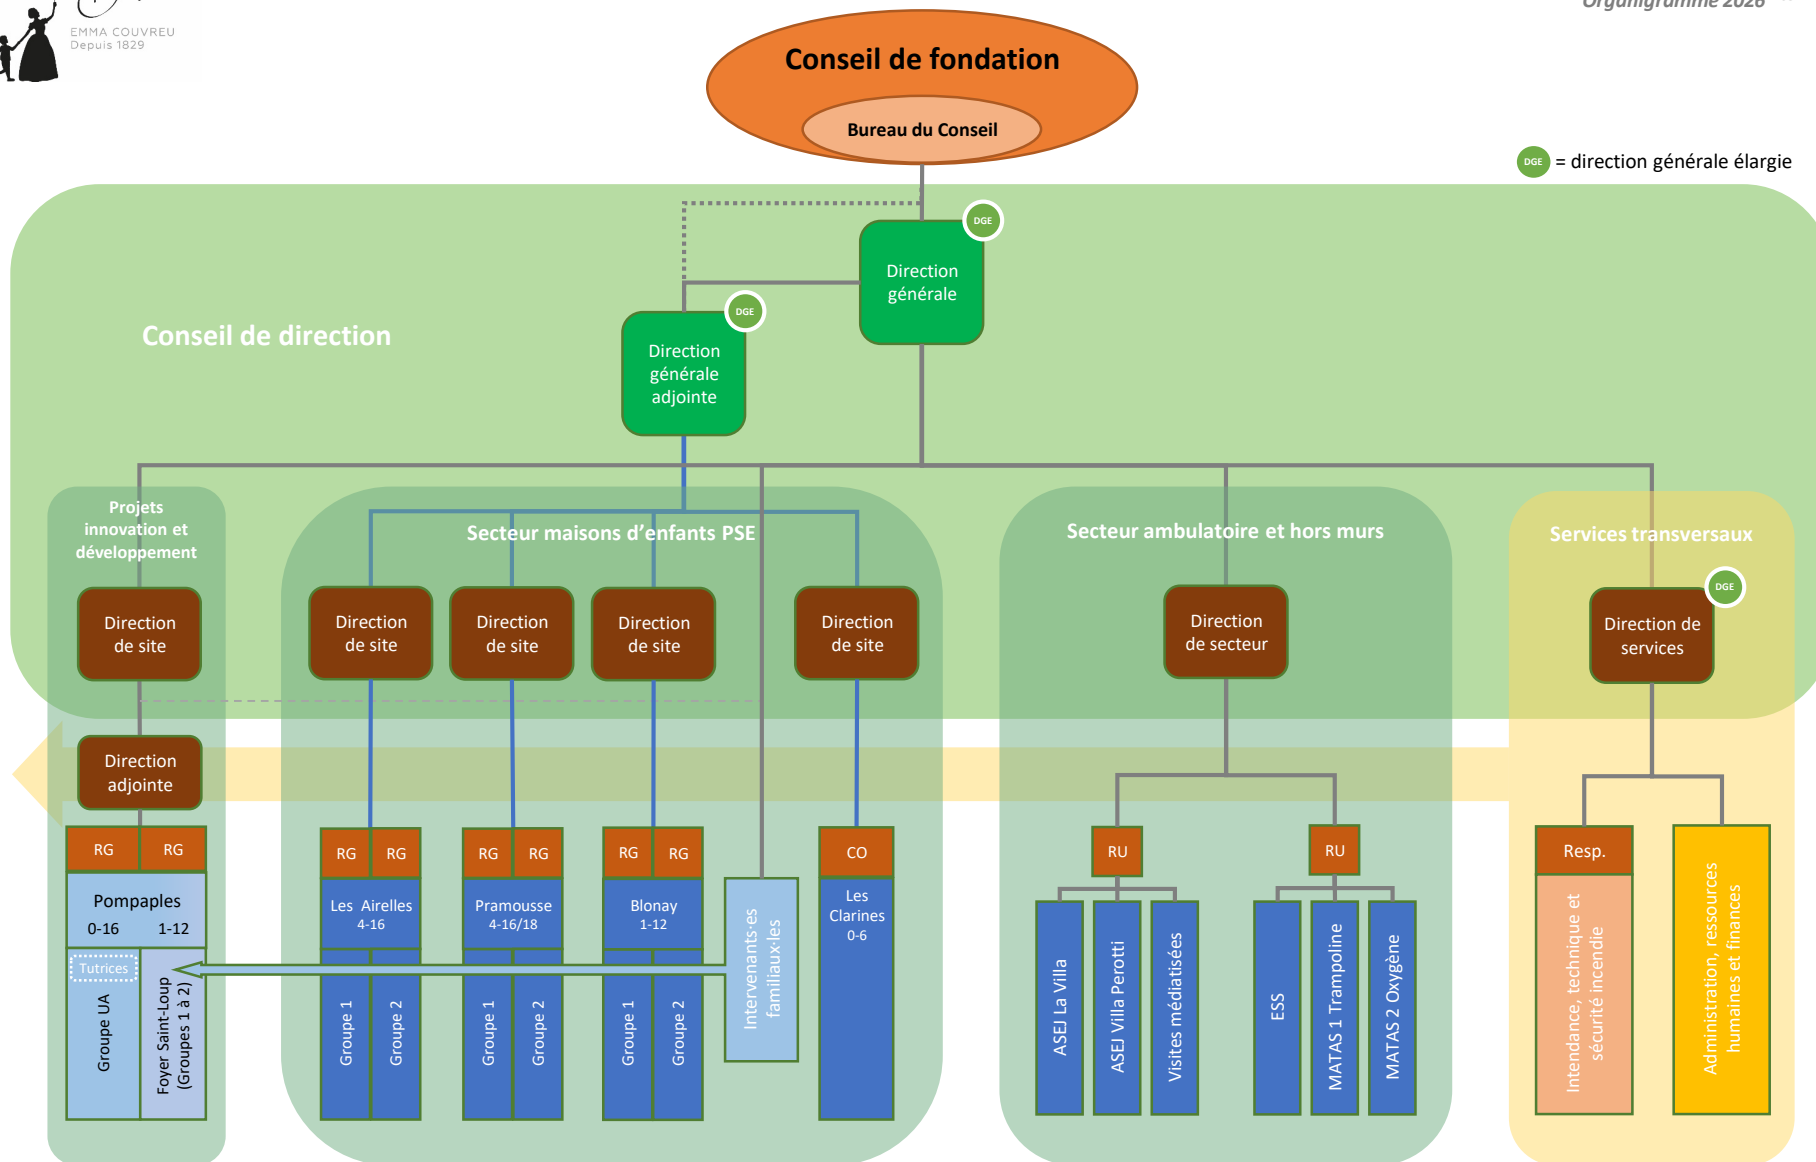 EMMA COUVREU
Depuis 1829
Organigramme 2026
Conseil de fondation
Bureau du Conseil
DGE
= direction générale élargie
DGE
Direction
générale
DGE
Direction
générale
adjointe
Conseil de direction
Projets
innovation et
développement
Secteur maisons d'enfants PSE
Secteur ambulatoire et hors murs
Services transversaux
Direction
de site
Direction
de site
Direction
de site
Direction
de site
Direction
de site
Direction
de secteur
DGE
Direction de
services
Direction
adjointe
RG
RG
Pompaples
0-16
1-12
Tutrices
Groupe UA
Foyer Saint-Loup
(Groupes 1 à 2)
RG
RG
Les Airelles
4-16
Groupe 1
Groupe 2
RG
RG
Pramousse
4-16/18
Groupe 1
Groupe 2
RG
RG
Blonay
1-12
Groupe 1
Groupe 2
Intervenants·es
familiaux·les
CO
Les
Clarines
0-6
RU
ASEJ La Villa
ASEJ Villa Perotti
Visites médiatisées
RU
ESS
MATAS 1 Trampoline
MATAS 2 Oxygène
Resp.
Intendance, technique et
sécurité incendie
Administration, ressources
humaines et finances